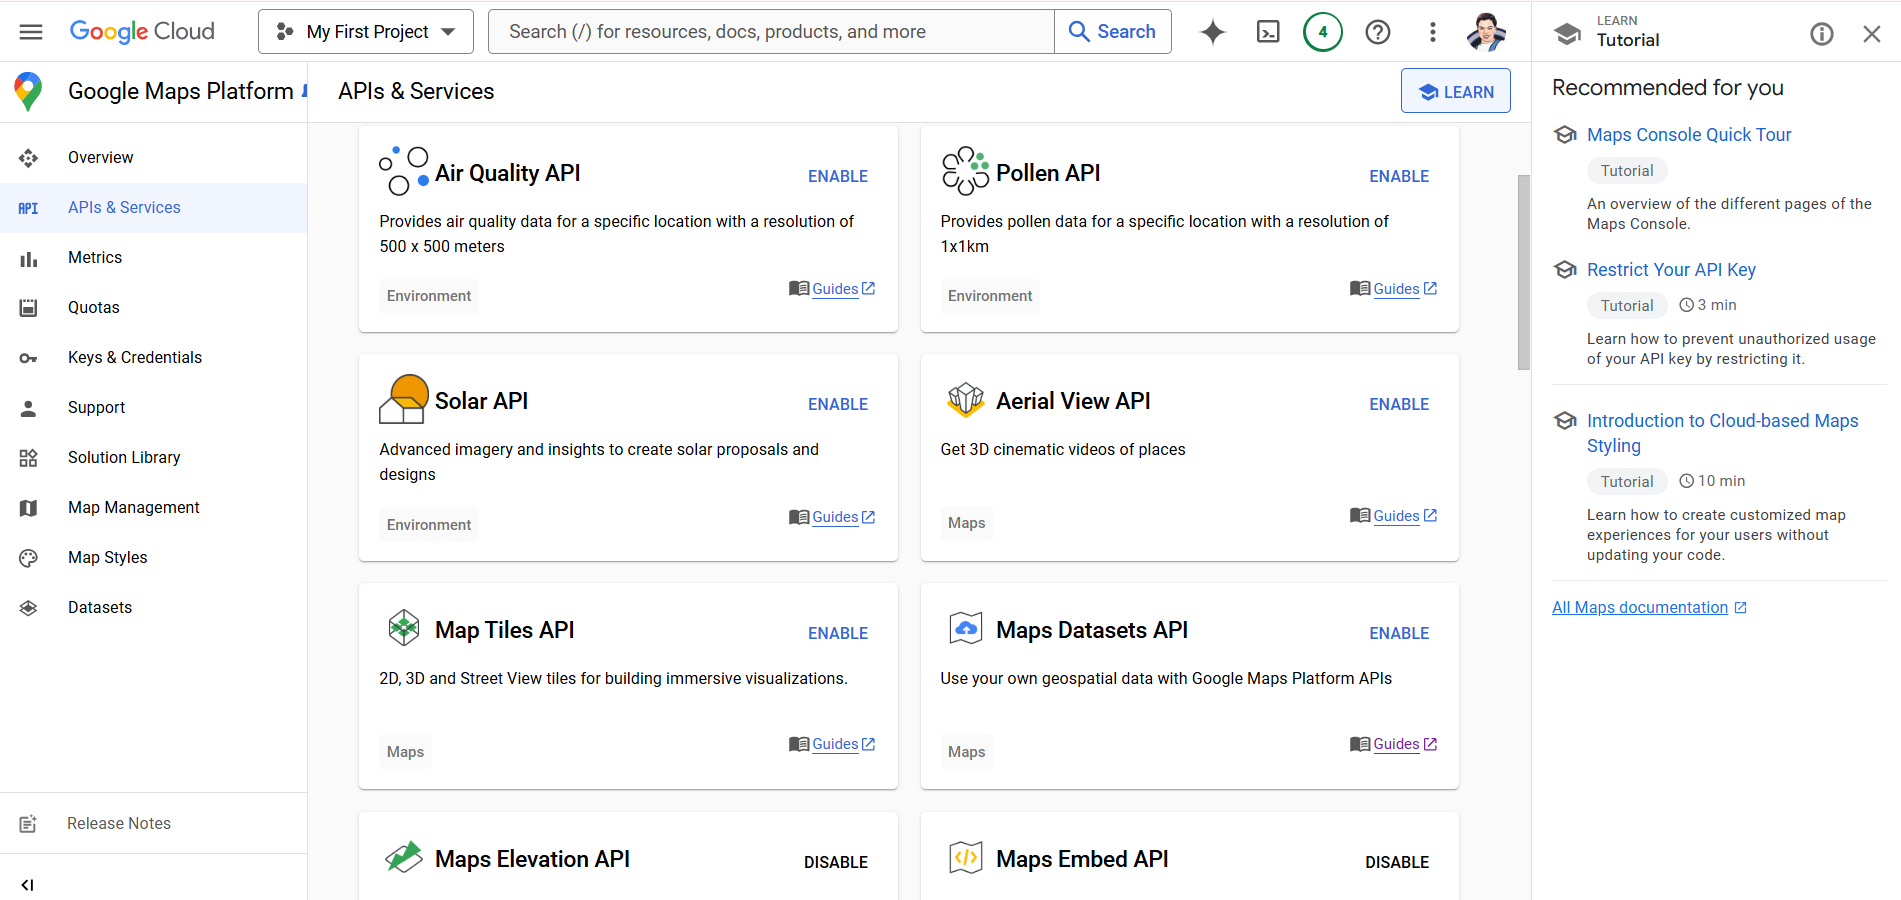 Google Cloud
My First Project
Search (/) for resources, docs, products, and more
Search
4
LEARN
Tutorial
Google Maps Platform
APIs & Services
LEARN
Overview
API
APIs & Services
Metrics
Quotas
Keys & Credentials
Support
Solution Library
Map Management
Map Styles
Datasets
Release Notes
Air Quality API
ENABLE
Provides air quality data for a specific location with a resolution of
500 x 500 meters
Environment
Guides
Pollen API
ENABLE
Provides pollen data for a specific location with a resolution of
1x1km
Environment
Guides
Solar API
ENABLE
Advanced imagery and insights to create solar proposals and
designs
Environment
Guides
Aerial View API
ENABLE
Get 3D cinematic videos of places
Maps
Guides
Map Tiles API
ENABLE
2D, 3D and Street View tiles for building immersive visualizations.
Maps
Guides
Maps Datasets API
ENABLE
Use your own geospatial data with Google Maps Platform APIs
Maps
Guides
Maps Elevation API
DISABLE
Maps Embed API
DISABLE
Recommended for you
Maps Console Quick Tour
Tutorial
An overview of the different pages of the
Maps Console.
Restrict Your API Key
Tutorial
3 min
Learn how to prevent unauthorized usage
of your API key by restricting it.
Introduction to Cloud-based Maps
Styling
Tutorial
10 min
Learn how to create customized map
experiences for your users without
updating your code.
All Maps documentation